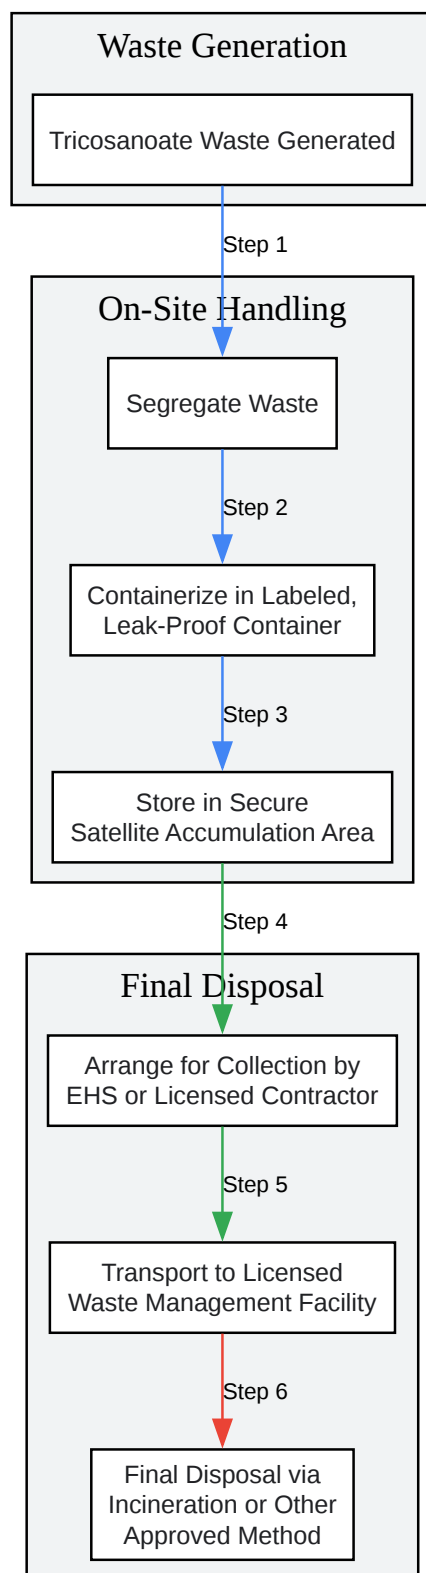 Waste Generation
Tricosanoate Waste Generated
Step 1
On-Site Handling
Segregate Waste
Step 2
Containerize in Labeled,
Leak-Proof Container
Step 3
Store in Secure
Satellite Accumulation Area
Step 4
Final Disposal
Arrange for Collection by
EHS or Licensed Contractor
Step 5
Transport to Licensed
Waste Management Facility
Step 6
Final Disposal via
Incineration or Other
Approved Method